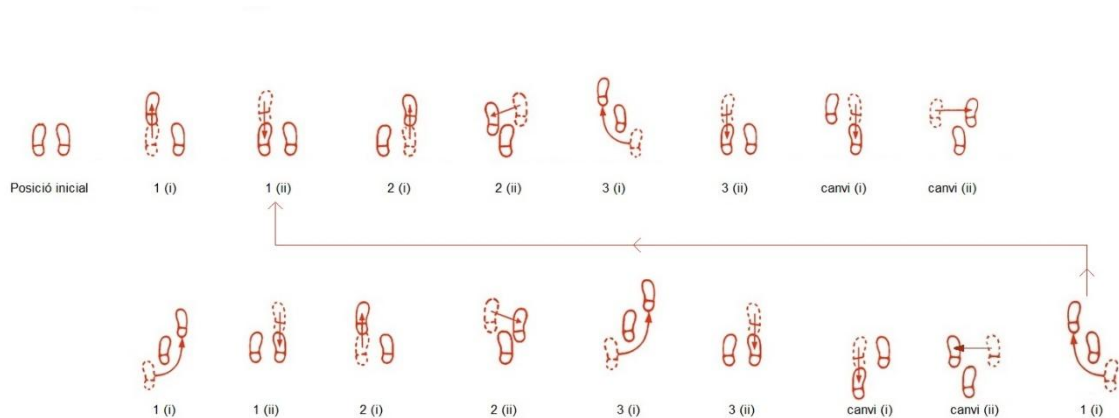 Posició inicial 1 (i) 1 (ii) 2 (i) 2 (ii) 3 (i) 3 (ii) canvi (i) canvi (ii)
1 (i) 1 (ii) 2 (i) 2 (ii) 3 (i) 3 (ii) canvi (i) canvi (ii) 1 (i)